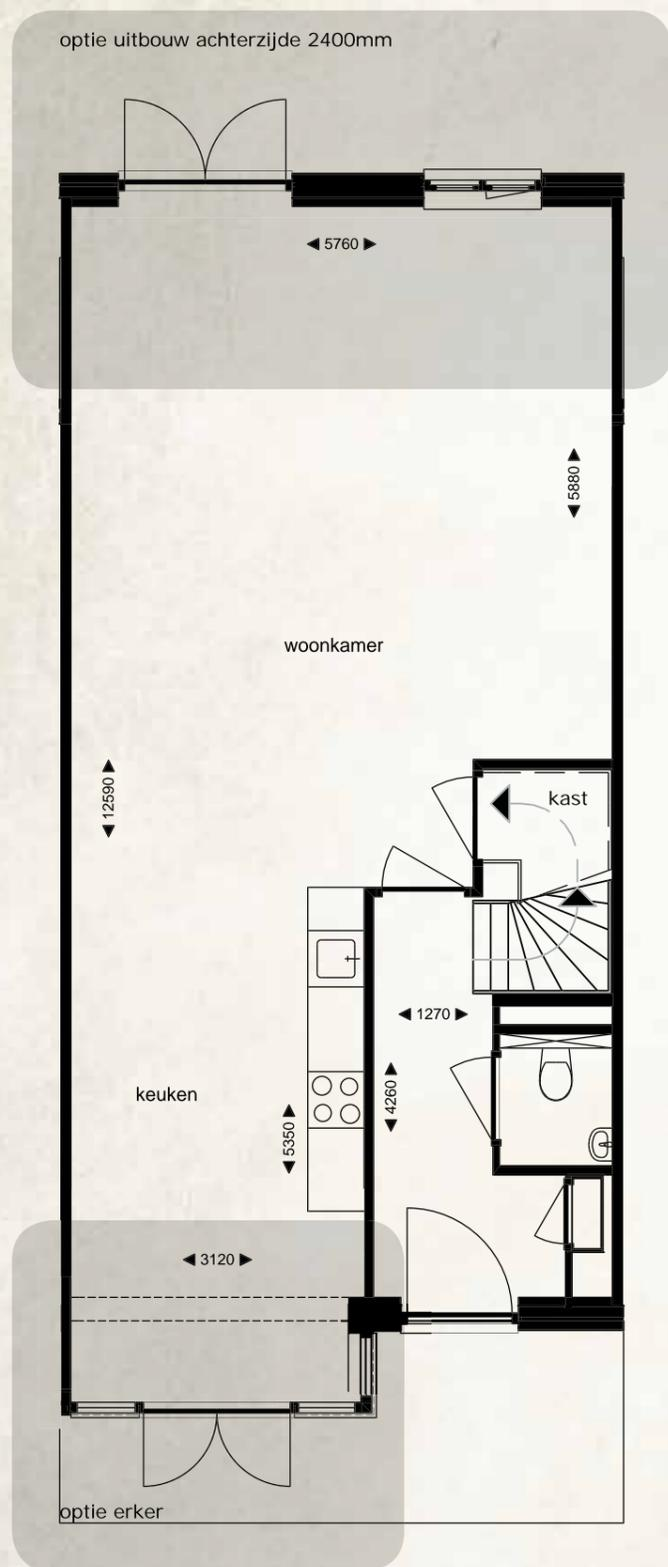 optie uitbouw achterzijde 2400mm
5760
5880
woonkamer
12590
kast
1270
keuken
4260
5350
3120
optie erker